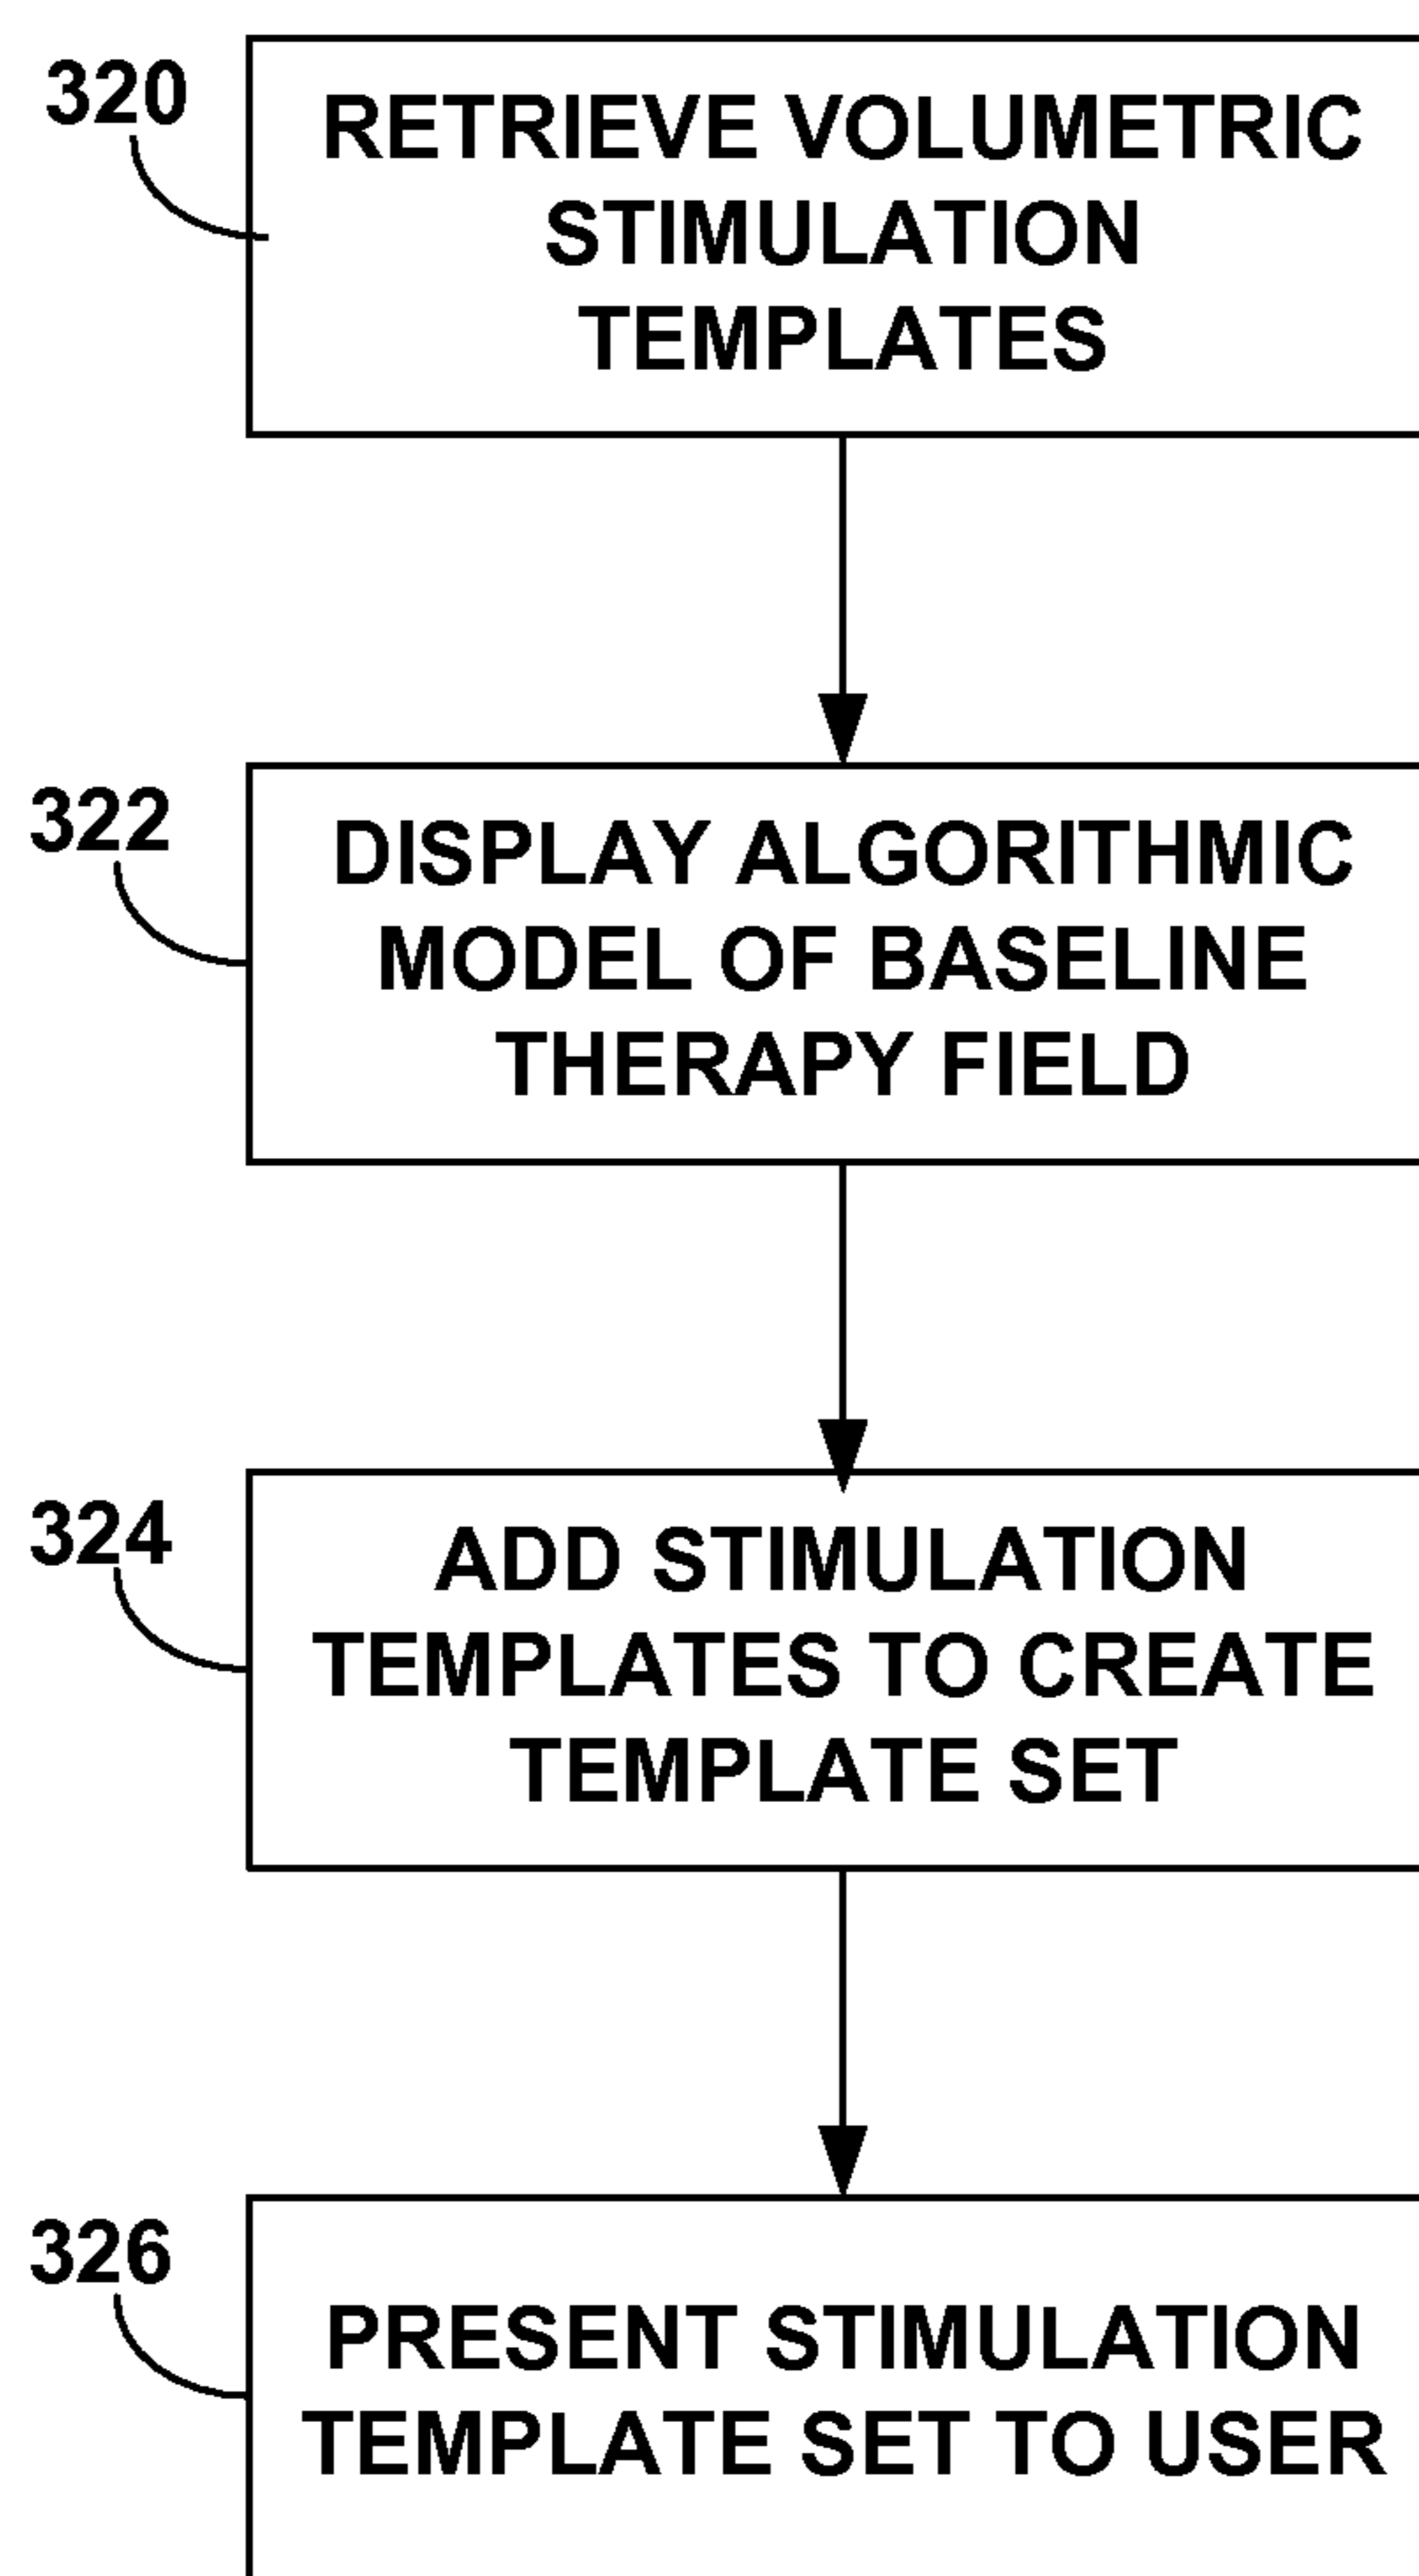 320
RETRIEVE VOLUMETRIC
STIMULATION
TEMPLATES
322
DISPLAY ALGORITHMIC
MODEL OF BASELINE
THERAPY FIELD
324
ADD STIMULATION
TEMPLATES TO CREATE
TEMPLATE SET
326
PRESENT STIMULATION
TEMPLATE SET TO USER